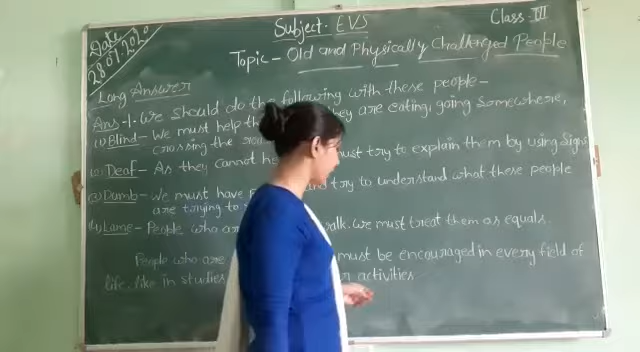 Date
28.07.2020
Subject - EVS
Class - III
Topic - Old and Physically Challenged People
Long Answer
Ans-1. We should do the following with these people -
(1) Blind - We must help th they are eating, going somewhere,
crossing the
(2) Deaf - As they cannot must try to explain them by using Signs
(3) Dumb - We must have and try to understand what these people
are trying to
(4) Lame - People who walk. We must treat them as equals.
People who are must be encouraged in every field of
life, like in studies activities